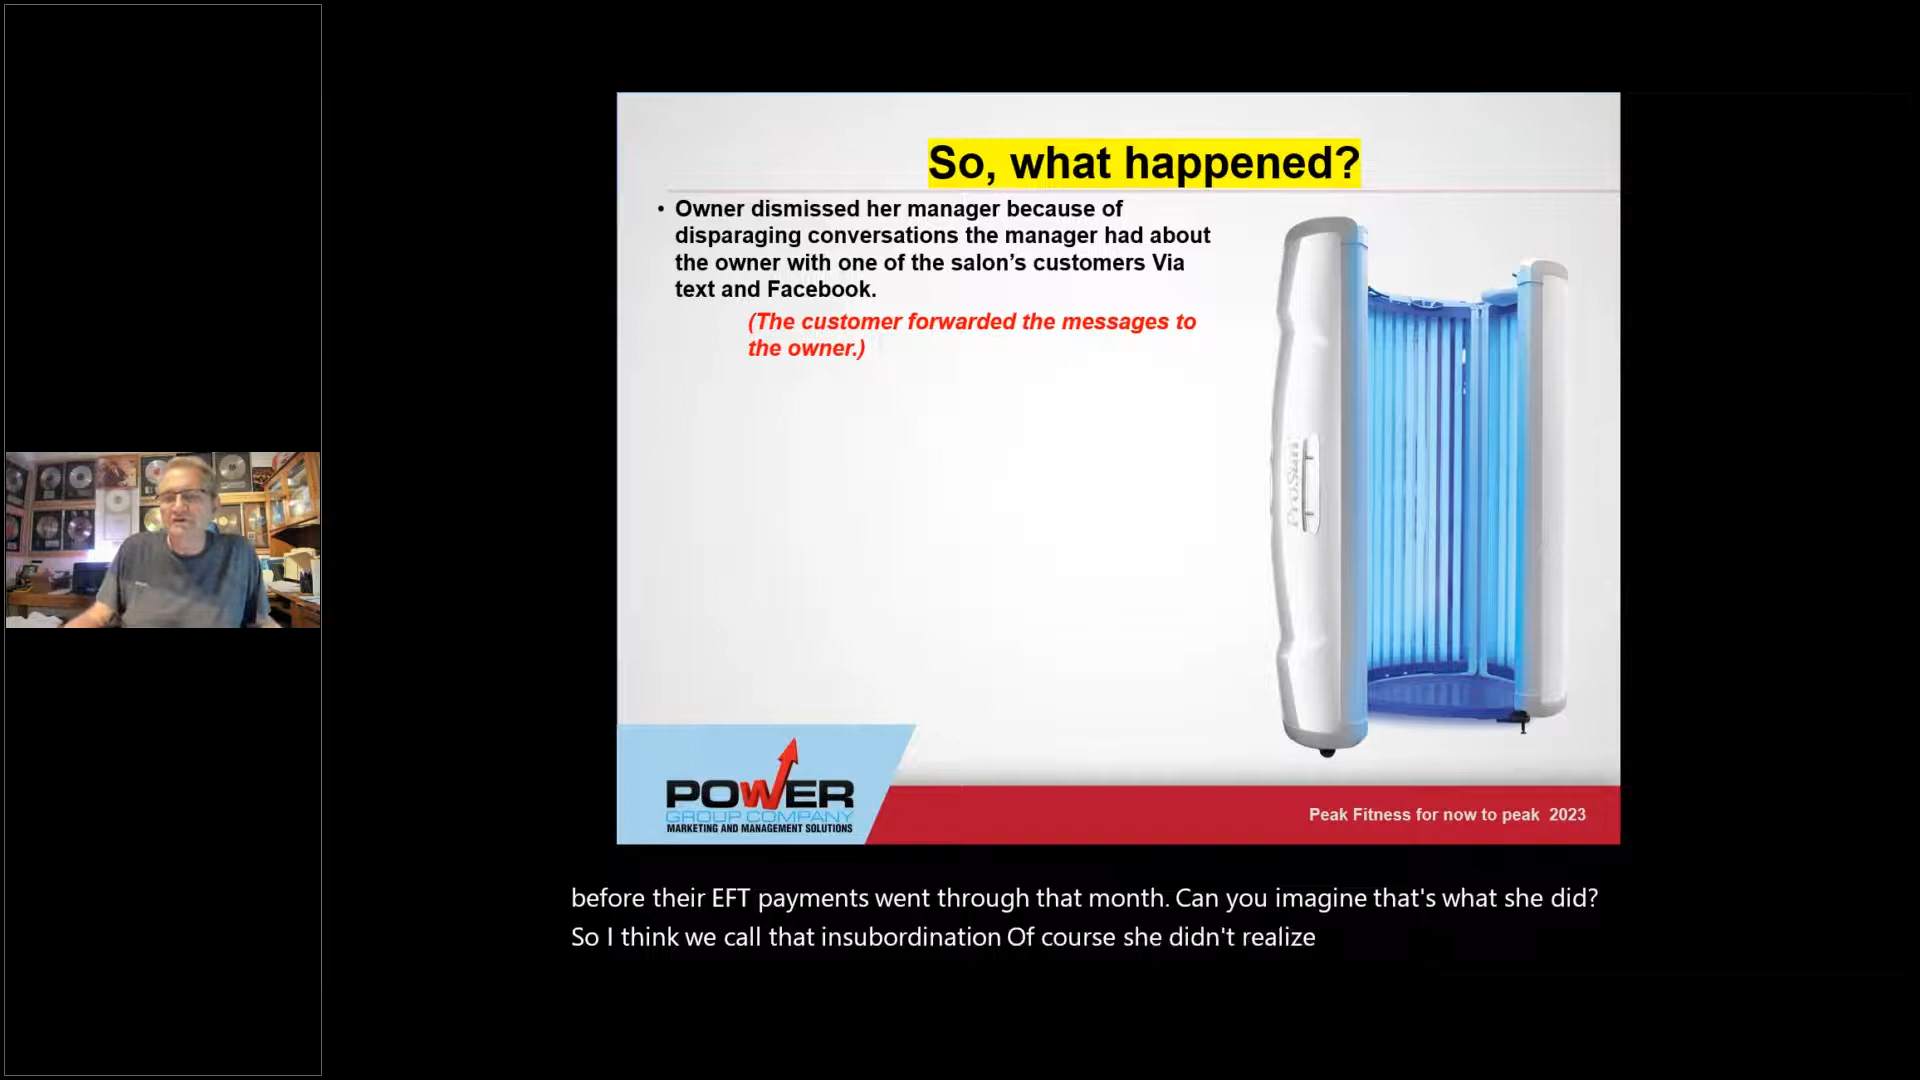 So, what happened?
• Owner dismissed her manager because of
disparaging conversations the manager had about
the owner with one of the salon’s customers Via
text and Facebook.
(The customer forwarded the messages to
the owner.)
ProSun
POWER
GROUP COMPANY
MARKETING AND MANAGEMENT SOLUTIONS
Peak Fitness for now to peak 2023
before their EFT payments went through that month. Can you imagine that's what she did?
So I think we call that insubordination Of course she didn't realize